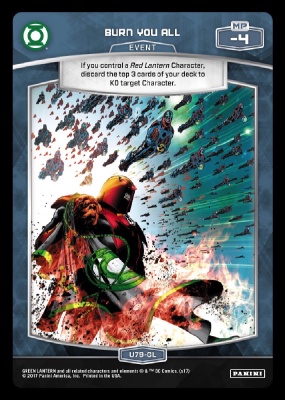 BURN YOU ALL
MP
-4
EVENT
If you control a Red Lantern Character,
discard the top 3 cards of your deck to
KO target Character.
U79-GL
GREEN LANTERN and all related characters and elements © & ™ DC Comics. (s17)
© 2017 Panini America, Inc. Printed in the USA.
PANINI